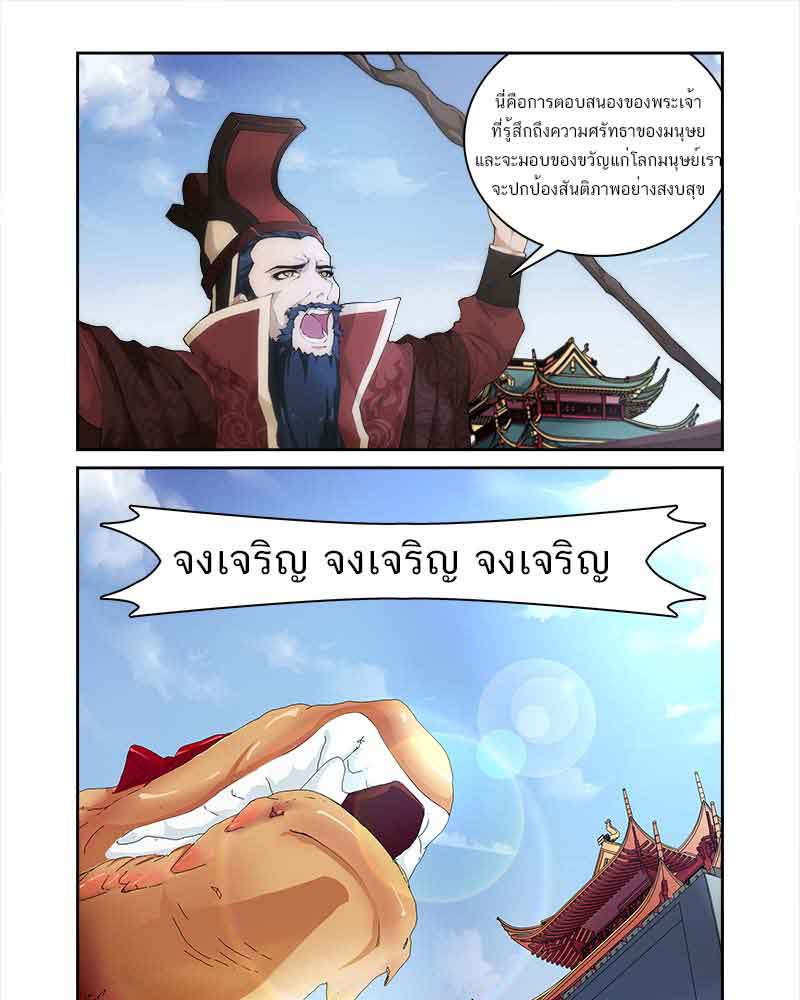 นี่คือการตอบสนองของพระเจ้า
ที่รู้สึกถึงความศรัทธาของมนุษย
และจะมอบของขวัญแก่โลกมนุษย์เรา
จะปกป้องสันติภาพอย่างสงบสุข
จงเจริญ จงเจริญ จงเจริญ